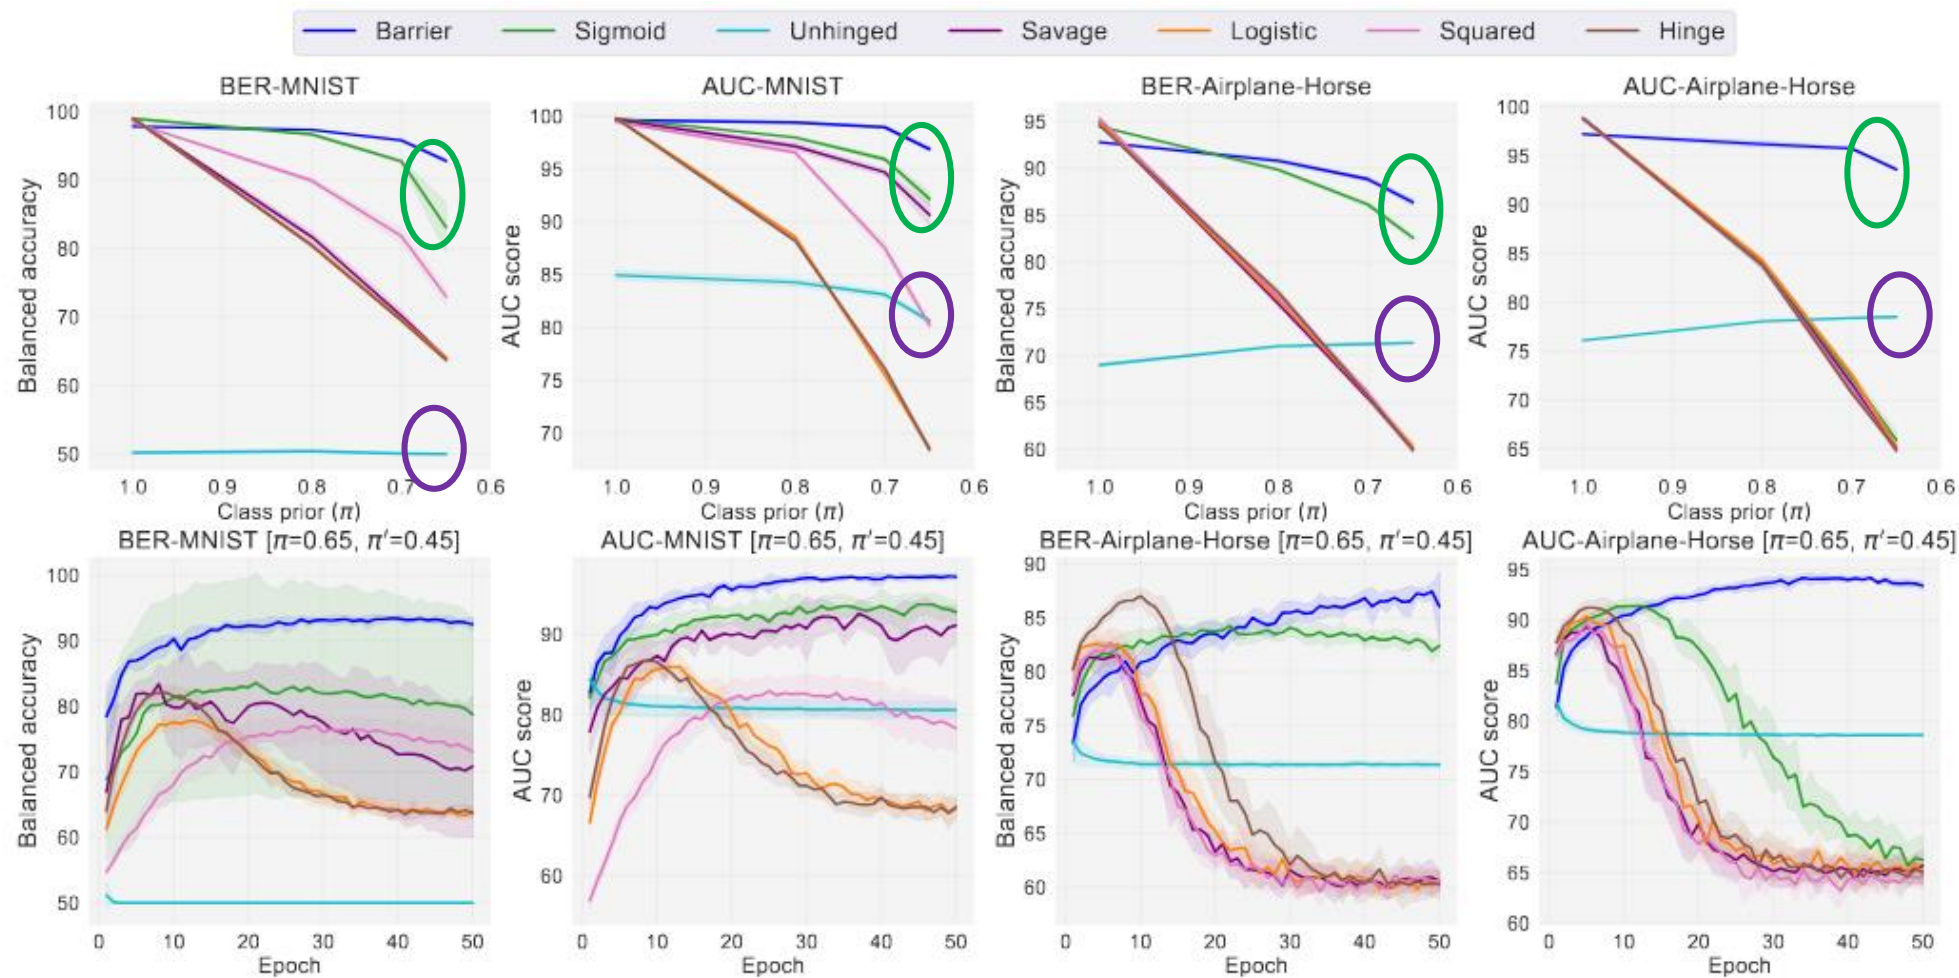 Barrier Sigmoid Unhinged Savage Logistic Squared Hinge
BER-MNIST
100
90
80
70
60
50
Balanced accuracy
1.0 0.9 0.8 0.7 0.6
Class prior (π)
AUC-MNIST
100
95
90
85
80
75
70
AUC score
1.0 0.9 0.8 0.7 0.6
Class prior (π)
BER-Airplane-Horse
95
90
85
80
75
70
65
60
Balanced accuracy
1.0 0.9 0.8 0.7 0.6
Class prior (π)
AUC-Airplane-Horse
100
95
90
85
80
75
70
65
AUC score
1.0 0.9 0.8 0.7 0.6
Class prior (π)
BER-MNIST [π=0.65, π′=0.45]
100
90
80
70
60
50
Balanced accuracy
0 10 20 30 40 50
Epoch
AUC-MNIST [π=0.65, π′=0.45]
90
80
70
60
AUC score
0 10 20 30 40 50
Epoch
BER-Airplane-Horse [π=0.65, π′=0.45]
90
85
80
75
70
65
60
Balanced accuracy
0 10 20 30 40 50
Epoch
AUC-Airplane-Horse [π=0.65, π′=0.45]
95
90
85
80
75
70
65
60
AUC score
0 10 20 30 40 50
Epoch